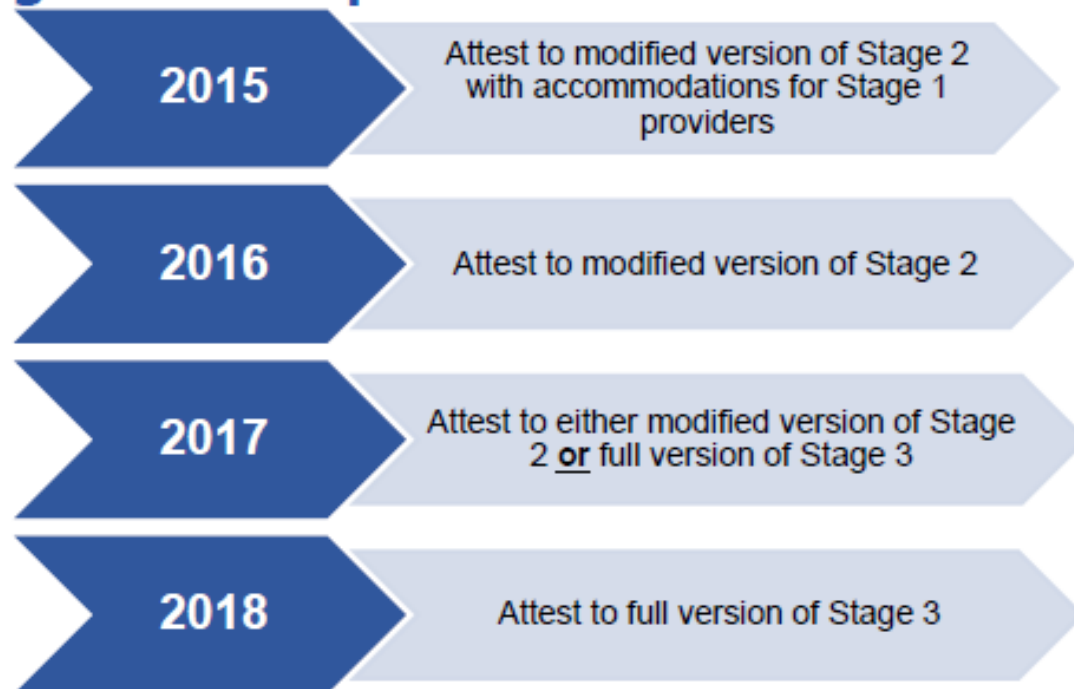 2015
Attest to modified version of Stage 2
with accommodations for Stage 1
providers
2016
Attest to modified version of Stage 2
2017
Attest to either modified version of Stage
2 or full version of Stage 3
2018
Attest to full version of Stage 3